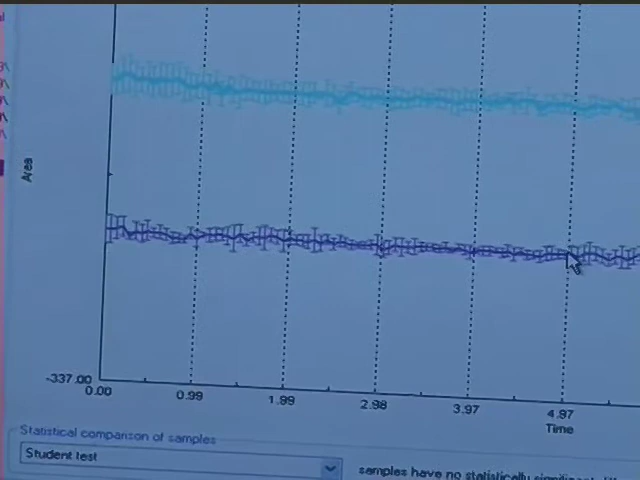 Area
-337.00
0.00
0.99
1.99
2.98
3.97
4.97
Time
Statistical comparison of samples
Student test
samples have no statistically